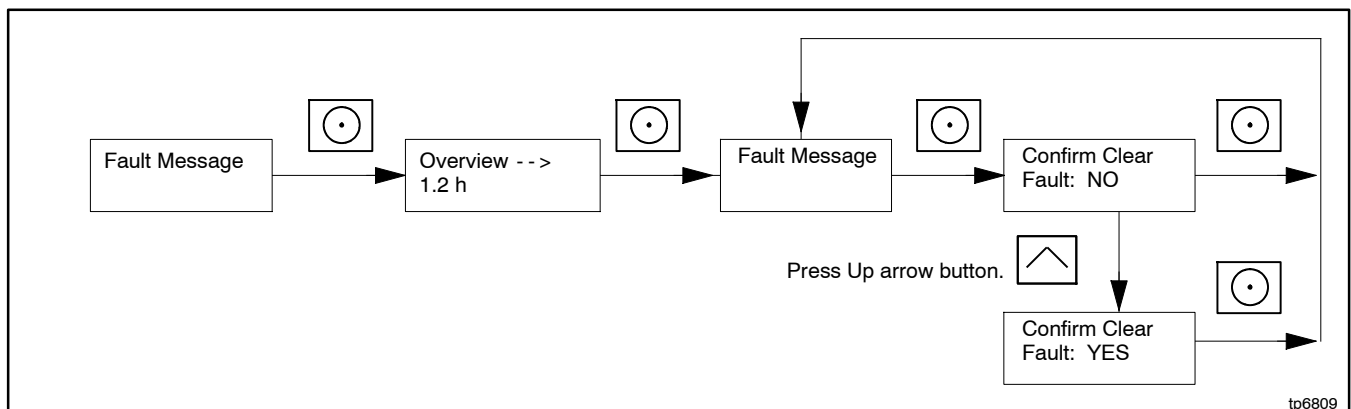 Fault Message
Overview - - >
1.2 h
Fault Message
Confirm Clear
Fault: NO
Press Up arrow button.
Confirm Clear
Fault: YES
tp6809